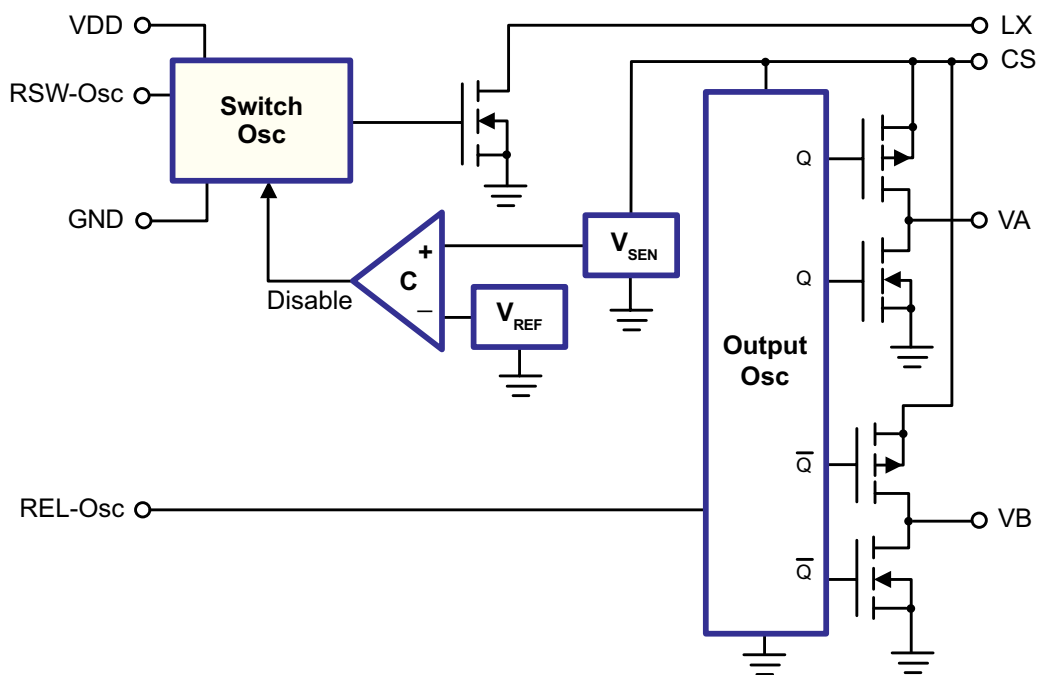 VDD
LX
CS
RSW-Osc
Switch
Osc
Q
GND
VA
+
V SEN
C
Disable
Q
–
V REF
Output
Osc
Q̅
REL-Osc
VB
Q̅